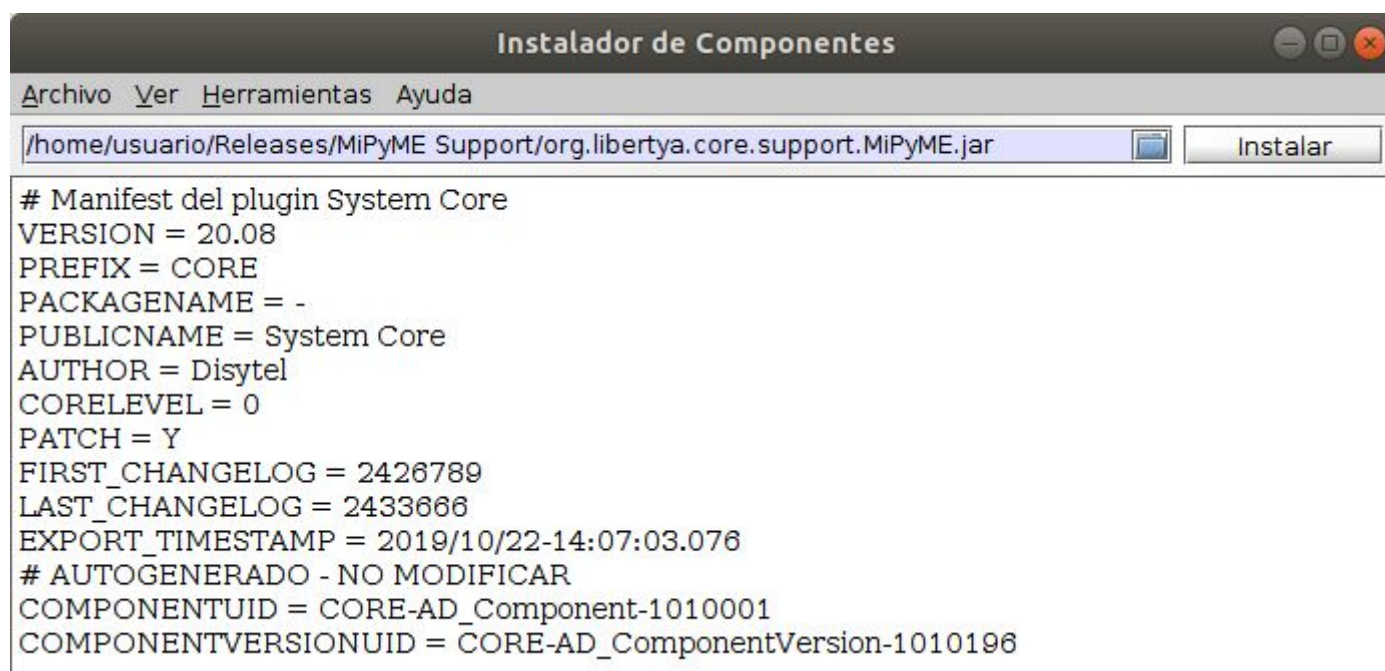 Instalador de Componentes
Archivo Ver Herramientas Ayuda
/home/usuario/Releases/MiPyME Support/org.libertya.core.support.MiPyME.jar Instalar
# Manifest del plugin System Core
VERSION = 20.08
PREFIX = CORE
PACKAGENAME = -
PUBLICNAME = System Core
AUTHOR = Disytel
CORELEVEL = 0
PATCH = Y
FIRST_CHANGELOG = 2426789
LAST_CHANGELOG = 2433666
EXPORT_TIMESTAMP = 2019/10/22-14:07:03.076
# AUTOGENERADO - NO MODIFICAR
COMPONENTUID = CORE-AD_Component-1010001
COMPONENTVERSIONUID = CORE-AD_ComponentVersion-1010196